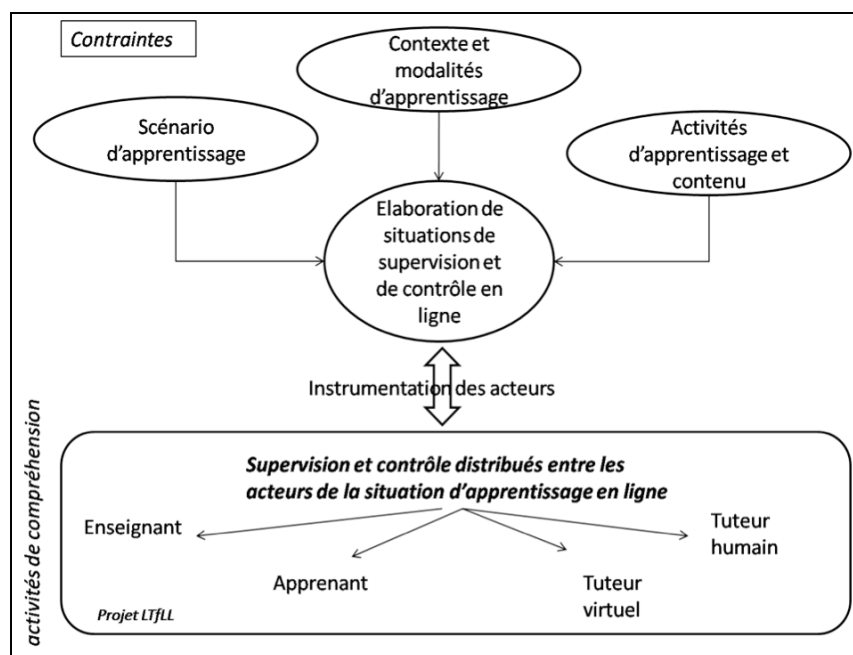 Contraintes
Contexte et
modalités
d'apprentissage
Scénario
d'apprentissage
Activités
d'apprentissage et
contenu
Elaboration de
situations de
supervision et
de contrôle en
ligne
Instrumentation des acteurs
activités de compréhension
Supervision et contrôle distribués entre les
acteurs de la situation d'apprentissage en ligne
Enseignant
Apprenant
Tuteur
virtuel
Tuteur
humain
Projet LTfLL